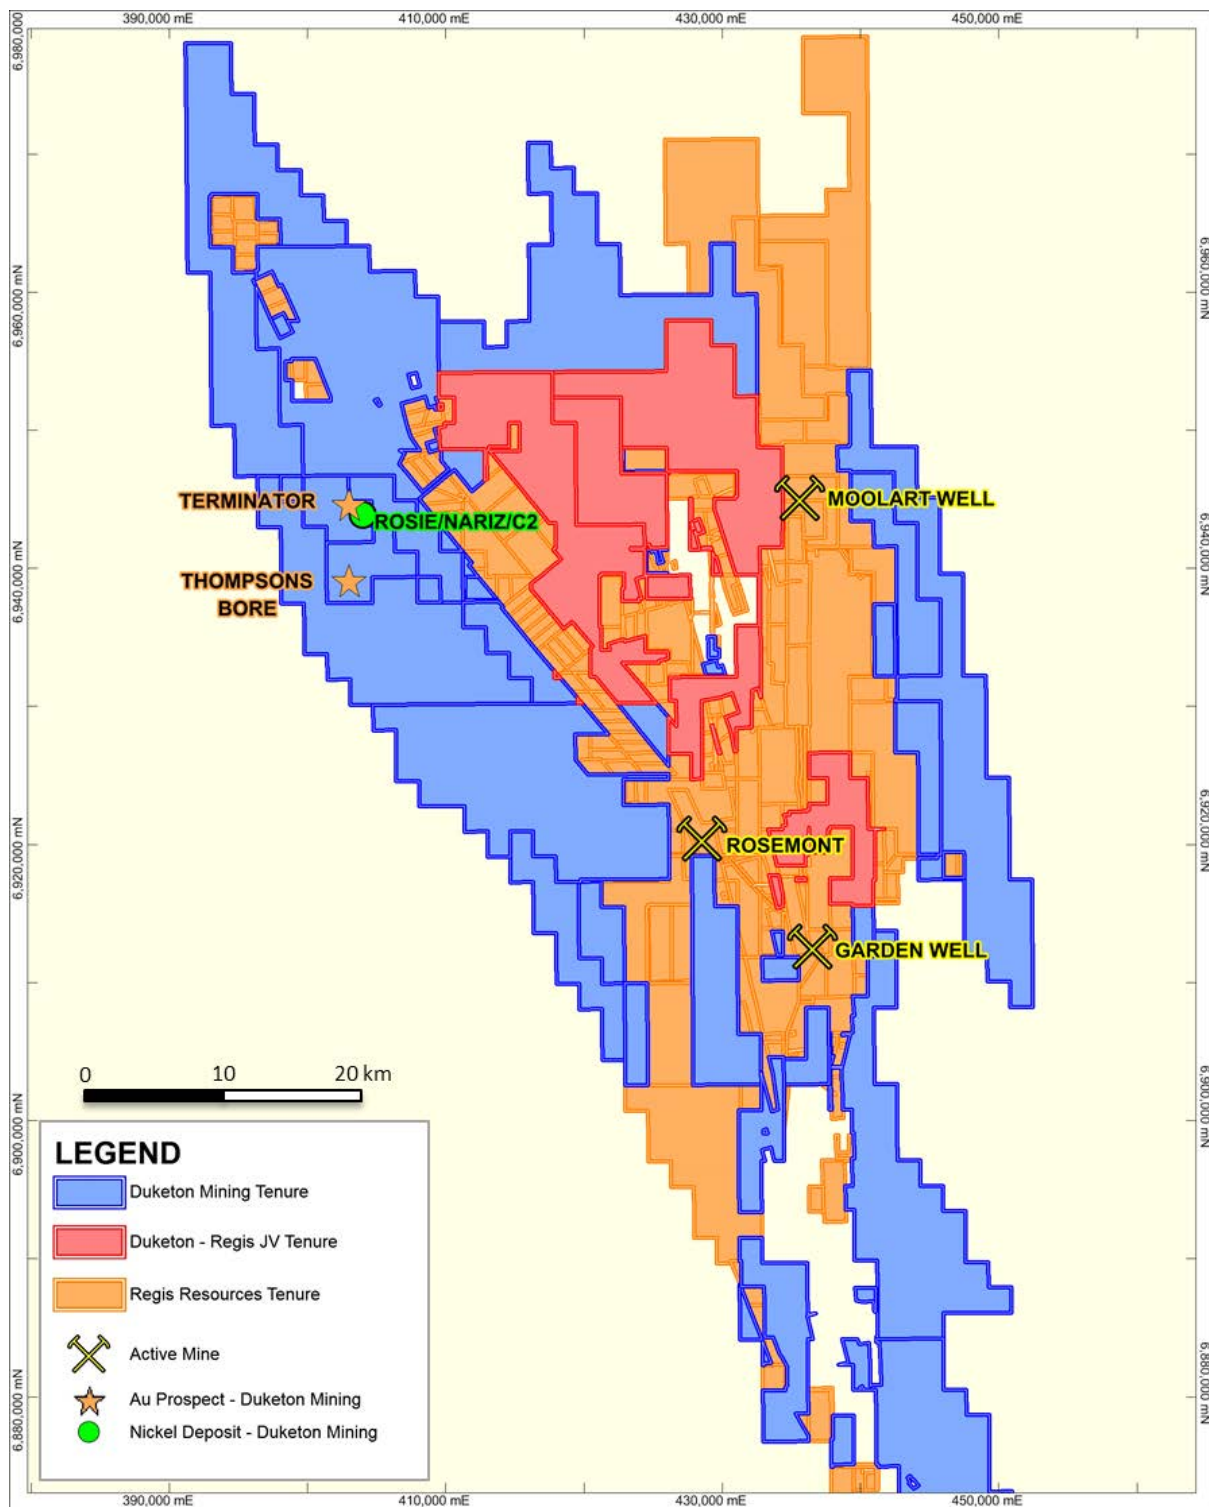 390,000 mE
410,000 mE
430,000 mE
450,000 mE
6,980,000
6,960,000 mN
6,960,000 mN
TERMINATOR
MOOLART WELL
ROSIE/NARIZ/C2
6,940,000 mN
6,940,000 mN
THOMPSONS
BORE
6,920,000 mN
6,920,000 mN
ROSEMONT
GARDEN WELL
0 10 20 km
6,900,000 mN
6,900,000 mN
LEGEND
Duketon Mining Tenure
Duketon - Regis JV Tenure
Regis Resources Tenure
Active Mine
Au Prospect - Duketon Mining
Nickel Deposit - Duketon Mining
6,880,000 mN
6,880,000 mN
390,000 mE
410,000 mE
430,000 mE
450,000 mE